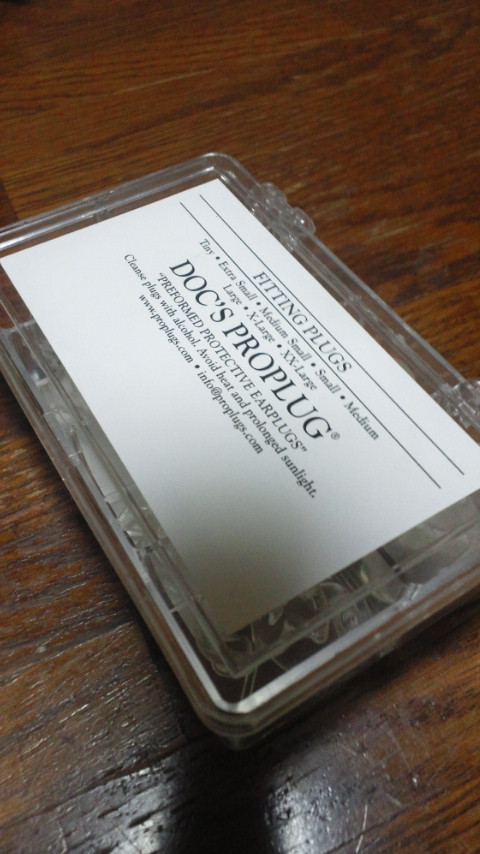 FITTING PLUGS
Tiny • Extra Small • Medium Small • Small • Medium
Large • X-Large • XX-Large
DOC'S PROPLUG®
"PREFORMED PROTECTIVE EARPLUGS"
Cleanse plugs with alcohol. Avoid heat and prolonged sunlight.
www.proplugs.com • info@proplugs.com